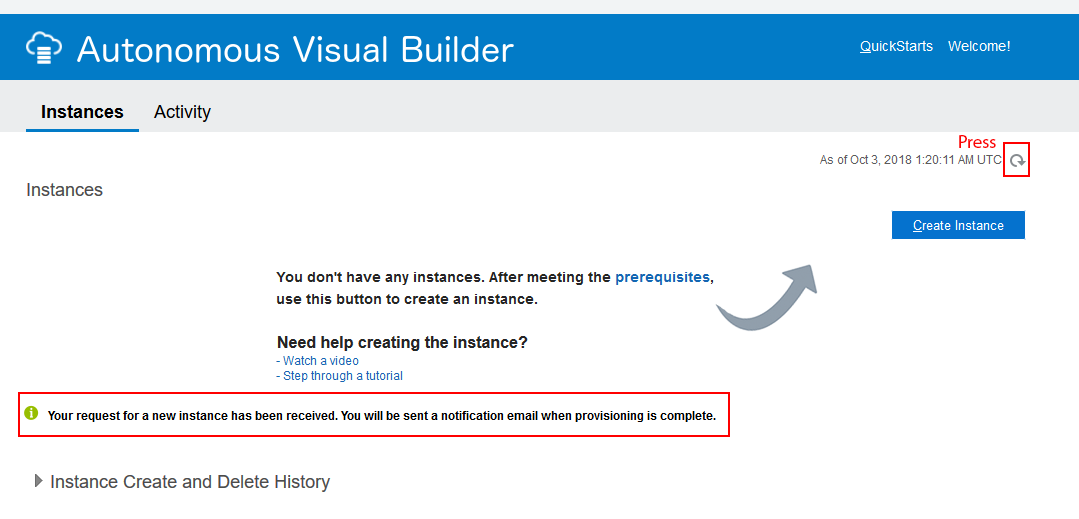 Autonomous Visual Builder
QuickStarts Welcome!
Instances Activity
Press
As of Oct 3, 2018 1:20:11 AM UTC
Instances
Create Instance
You don't have any instances. After meeting the prerequisites,
use this button to create an instance.
Need help creating the instance?
- Watch a video
- Step through a tutorial
Your request for a new instance has been received. You will be sent a notification email when provisioning is complete.
Instance Create and Delete History